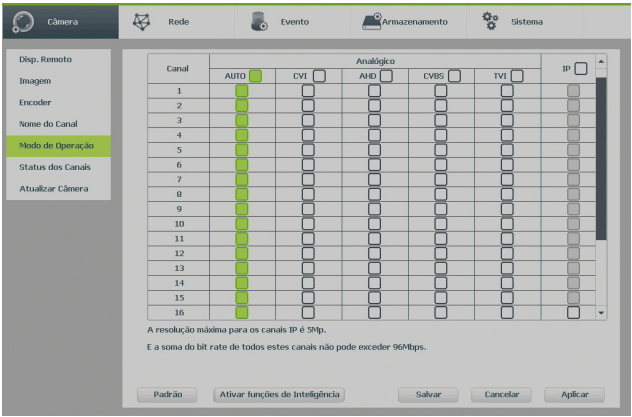 Câmera Rede Evento Armazenamento Sistema
Disp. Remoto
Imagem
Encoder
Nome do Canal
Modo de Operação
Status dos Canais
Atualizar Câmera
Canal Analógico IP
AUTO CVI AHD CVBS TVI
1
2
3
4
5
6
7
8
9
10
11
12
13
14
15
16
A resolução máxima para os canais IP é 5Mp.
E a soma do bit rate de todos estes canais não pode exceder 96Mbps.
Padrão Ativar funções de Inteligência Salvar Cancelar Aplicar